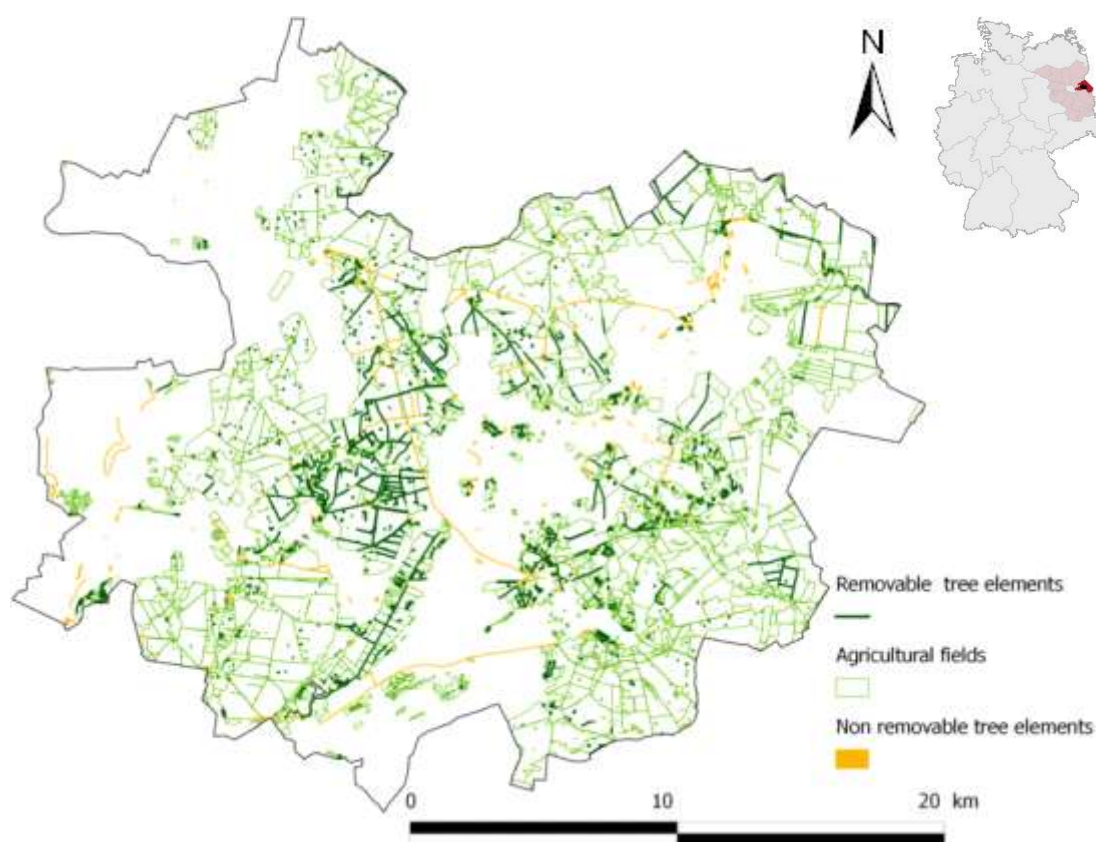 N
Removable tree elements
Agricultural fields
Non removable tree elements
0 10 20 km